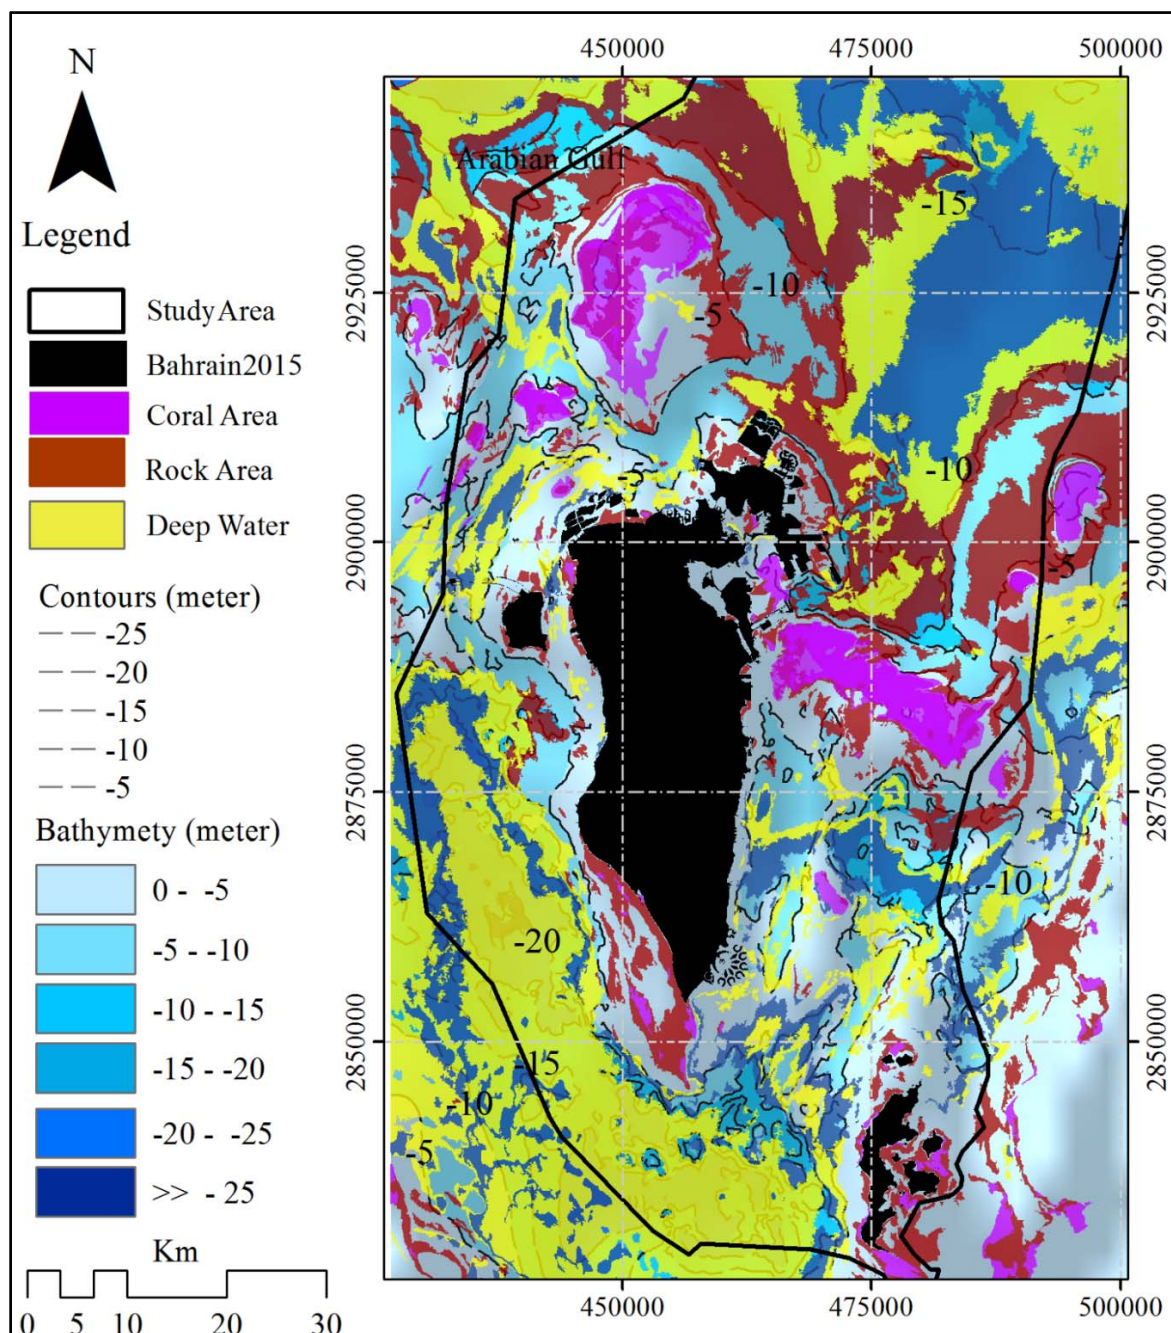 450000 475000 500000
N
Arabian Gulf
Legend
StudyArea
Bahrain2015
Coral Area
Rock Area
Deep Water
Contours (meter)
-25
-20
-15
-10
-5
Bathymety (meter)
0 - -5
-5 - -10
-10 - -15
-15 - -20
-20 - -25
>> - 25
Km
0 5 10 20 30
2925000
2900000
2875000
2850000
-15
-10
-5
-5
-10
-5
-10
-20
-15
-10
-5
2925000
2900000
2875000
2850000
450000 475000 500000